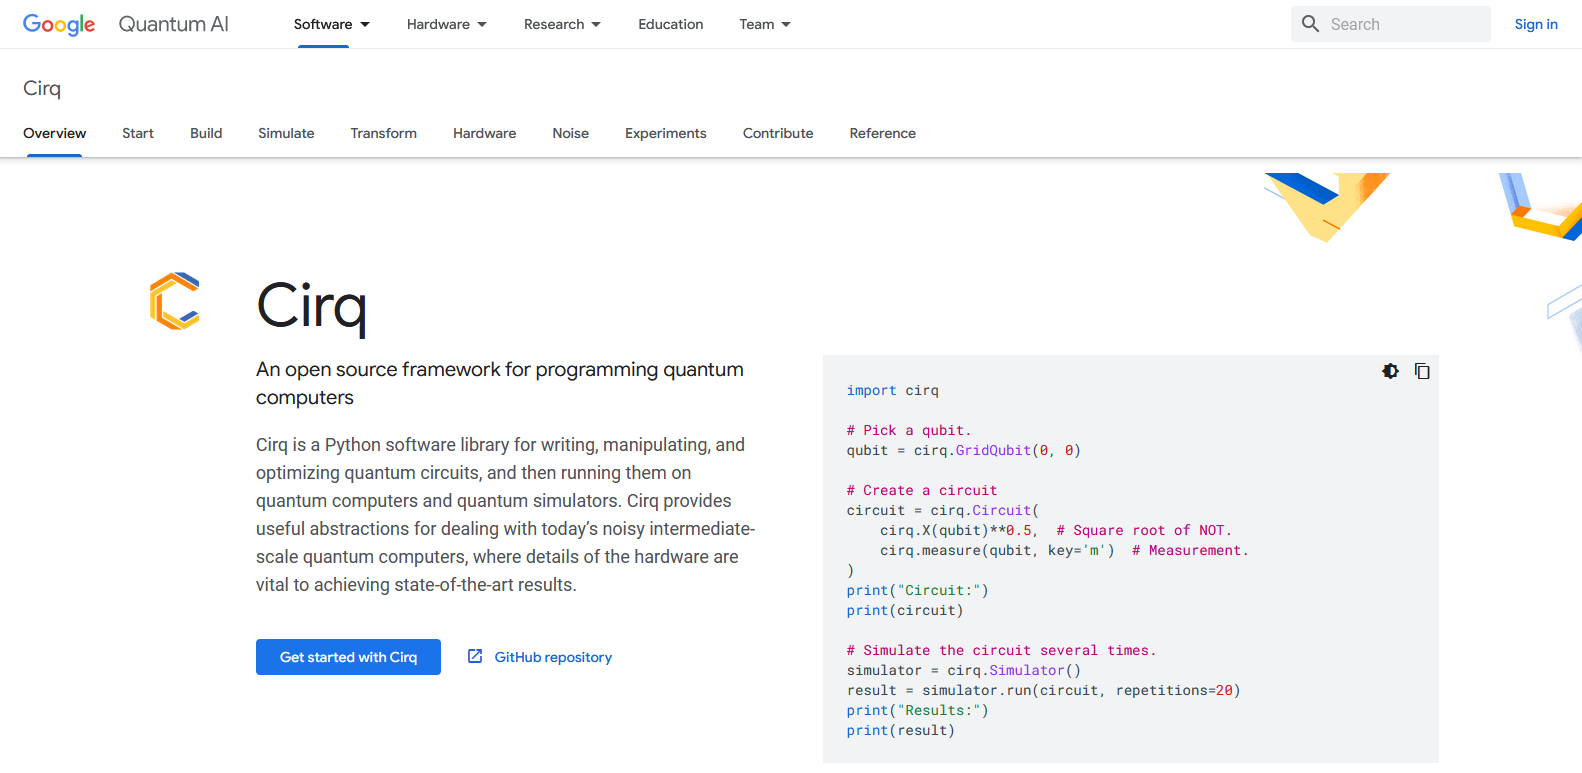 Google Quantum AI Software Hardware Research Education Team Search Sign in
Cirq
Overview Start Build Simulate Transform Hardware Noise Experiments Contribute Reference
Cirq
An open source framework for programming quantum
computers
Cirq is a Python software library for writing, manipulating, and
optimizing quantum circuits, and then running them on
quantum computers and quantum simulators. Cirq provides
useful abstractions for dealing with today’s noisy intermediate-
scale quantum computers, where details of the hardware are
vital to achieving state-of-the-art results.
Get started with Cirq GitHub repository
import cirq
# Pick a qubit.
qubit = cirq.GridQubit(0, 0)
# Create a circuit
circuit = cirq.Circuit(
    cirq.X(qubit)**0.5,  # Square root of NOT.
    cirq.measure(qubit, key='m')  # Measurement.
)
print("Circuit:")
print(circuit)
# Simulate the circuit several times.
simulator = cirq.Simulator()
result = simulator.run(circuit, repetitions=20)
print("Results:")
print(result)